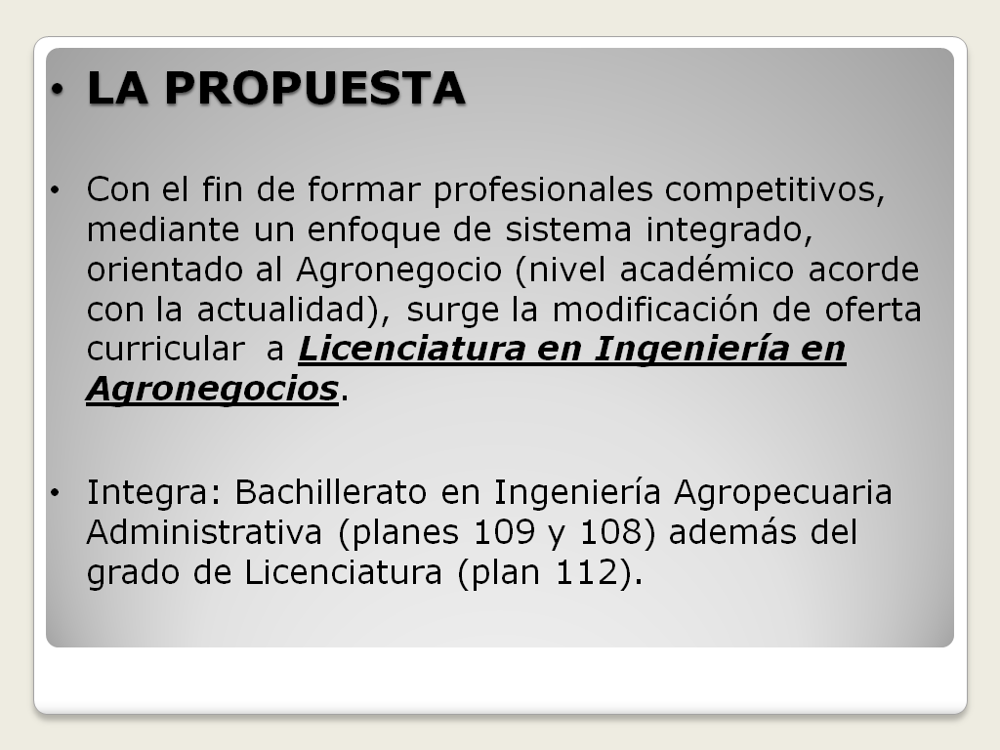 • LA PROPUESTA
• Con el fin de formar profesionales competitivos,
mediante un enfoque de sistema integrado,
orientado al Agronegocio (nivel académico acorde
con la actualidad), surge la modificación de oferta
curricular a Licenciatura en Ingeniería en
Agronegocios.
• Integra: Bachillerato en Ingeniería Agropecuaria
Administrativa (planes 109 y 108) además del
grado de Licenciatura (plan 112).